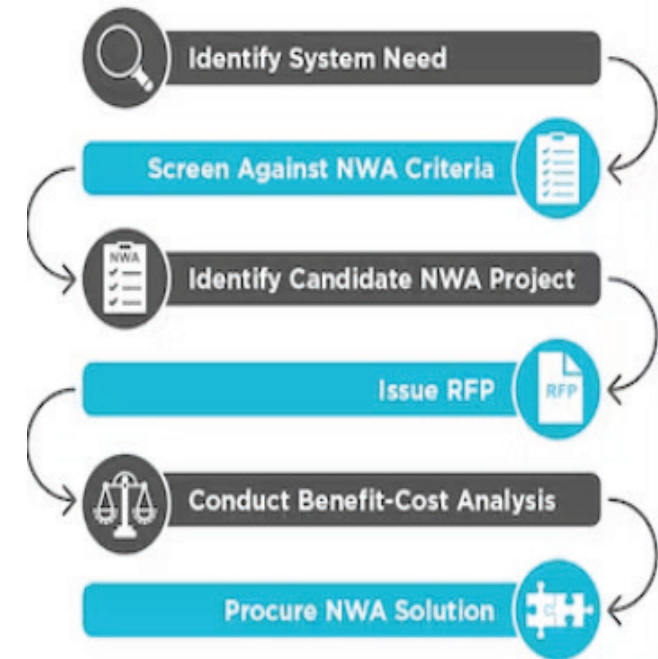 Identify System Need
Screen Against NWA Criteria
NWA
Identify Candidate NWA Project
Issue RFP
RFP
Conduct Benefit-Cost Analysis
Procure NWA Solution